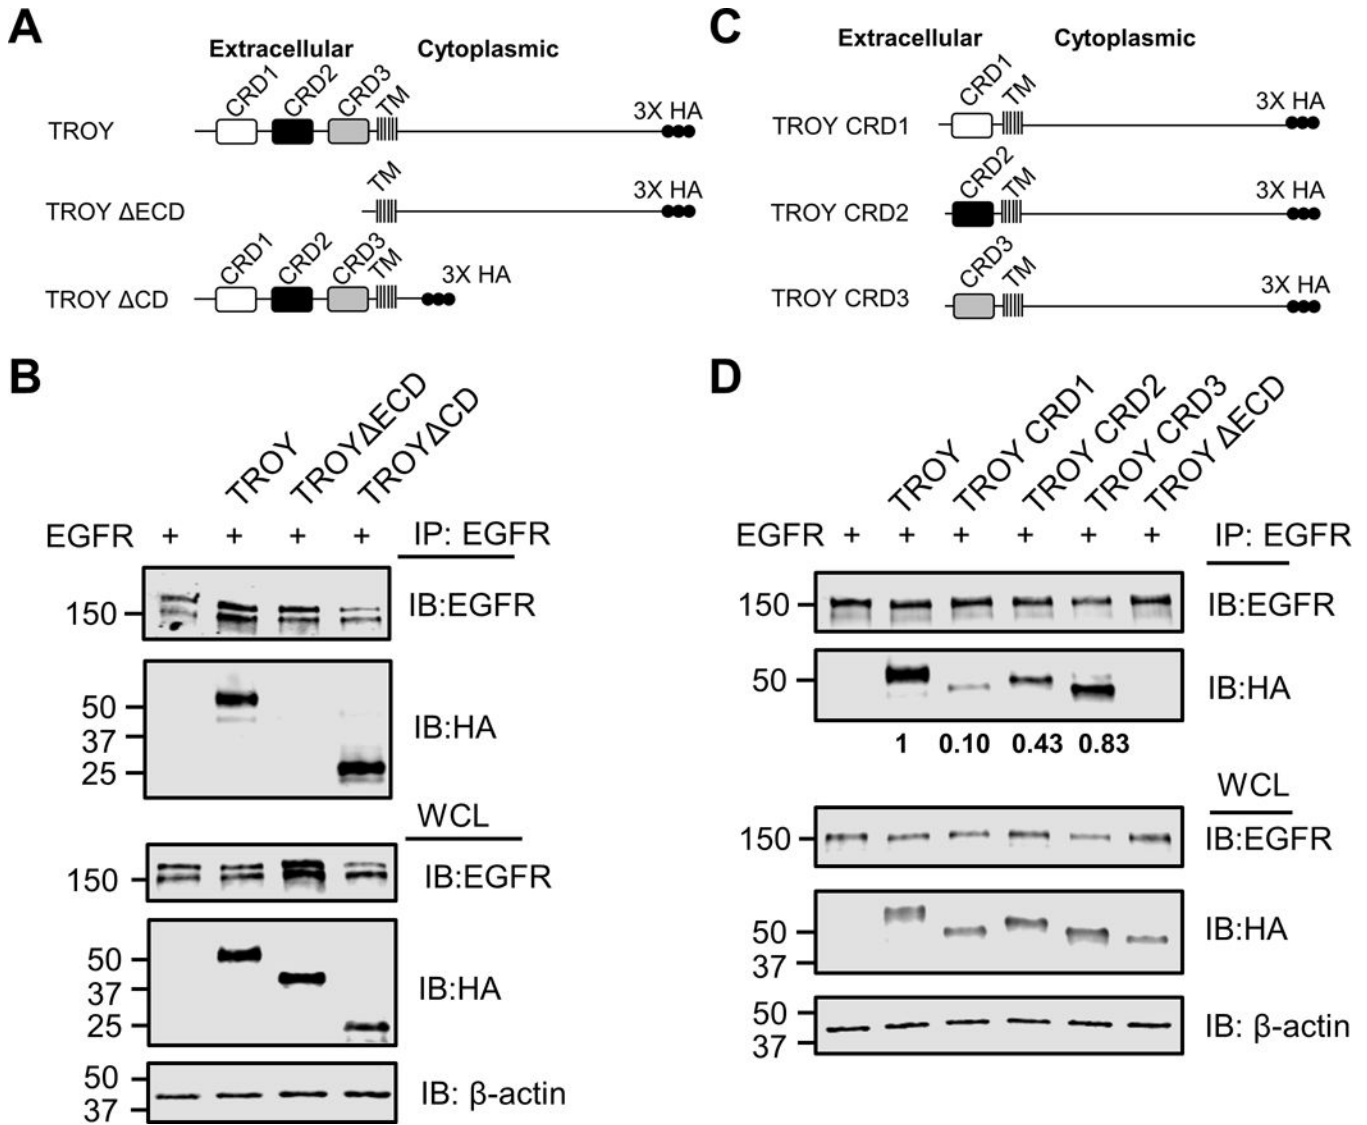 A
Extracellular Cytoplasmic
CRD1 CRD2 CRD3 TM
TROY 3X HA
TM
TROY ΔECD 3X HA
CRD1 CRD2 CRD3 TM
TROY ΔCD 3X HA
B
TROY TROYΔECD TROYΔCD
EGFR + + + + IP: EGFR
150 IB:EGFR
50
37
25
IB:HA
WCL
150 IB:EGFR
50
37
25
IB:HA
50
37
IB: β-actin
C
Extracellular Cytoplasmic
CRD1 TM
TROY CRD1 3X HA
CRD2 TM
TROY CRD2 3X HA
CRD3 TM
TROY CRD3 3X HA
D
TROY TROY CRD1 TROY CRD2 TROY CRD3 TROY ΔECD
EGFR + + + + + + IP: EGFR
150 IB:EGFR
50 IB:HA
1 0.10 0.43 0.83
WCL
150 IB:EGFR
50
37
IB:HA
50
37
IB: β-actin